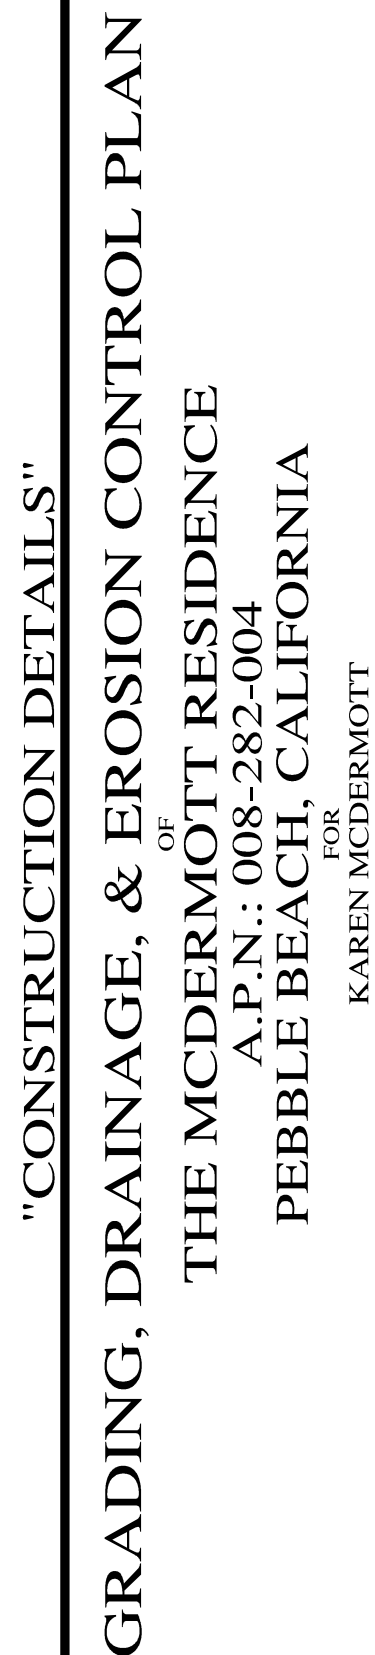 "CONSTRUCTION DETAILS"
GRADING, DRAINAGE, & EROSION CONTROL PLAN
OF
THE MCDERMOTT RESIDENCE
A.P.N.: 008-282-004
PEBBLE BEACH, CALIFORNIA
FOR
KAREN MCDERMOTT